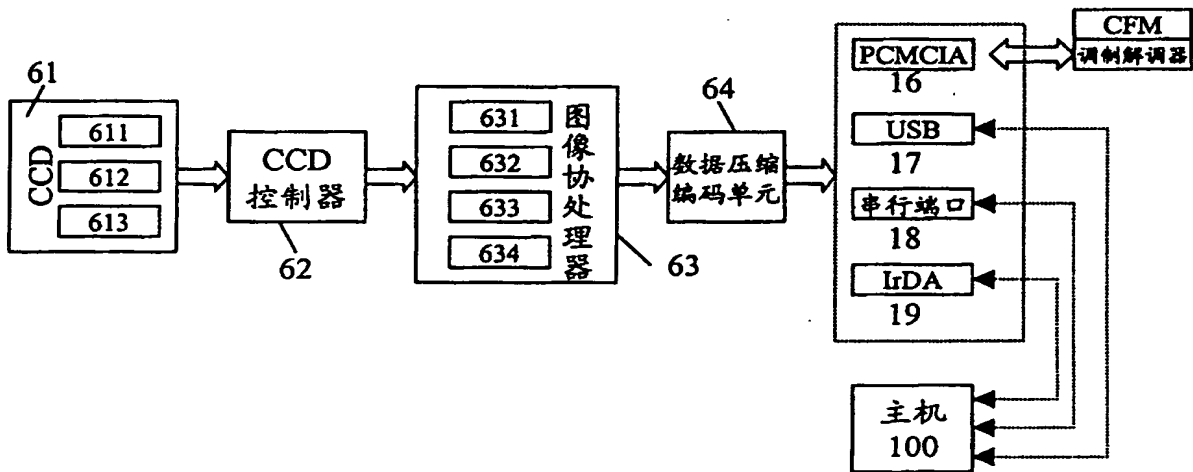 61
CCD
611
612
613
CCD
控制器
62
631
632
633
634
图像协处理器
63
64
数据压缩
编码单元
PCMCIA
16
USB
17
串行端口
18
IrDA
19
CFM
调制解调器
主机
100